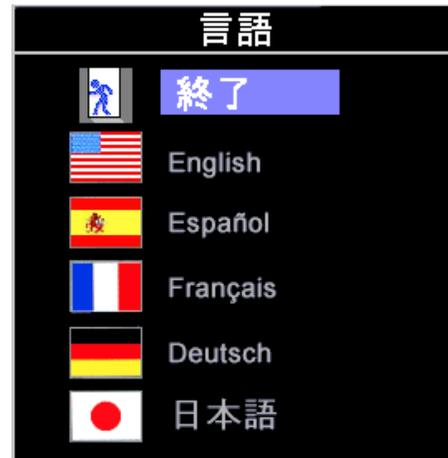 言語
終了
English
Español
Français
Deutsch
日本語